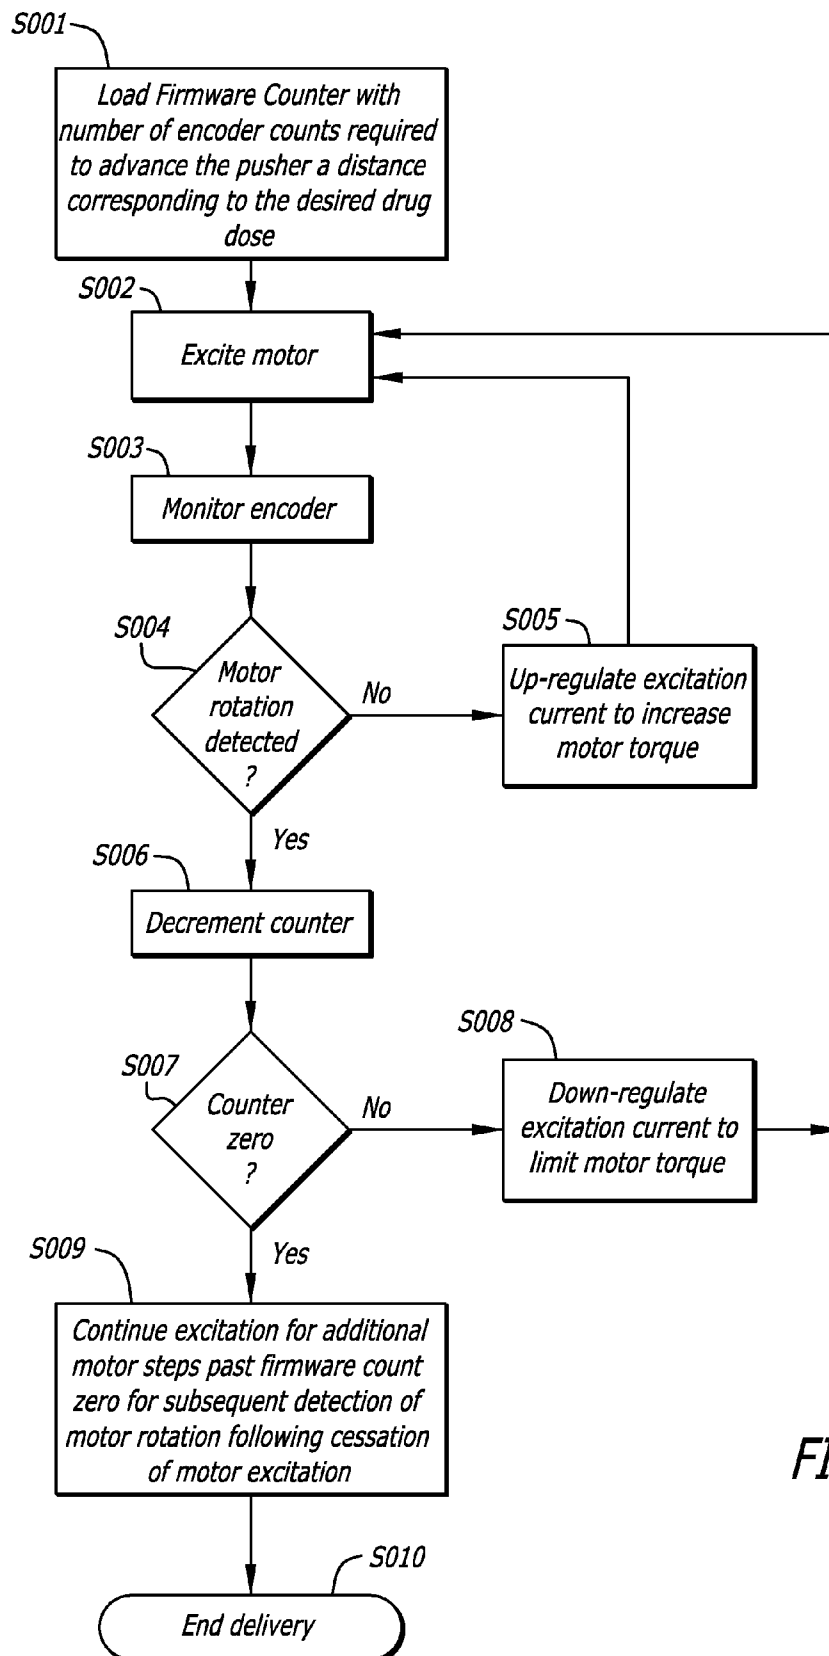 S001
Load Firmware Counter with
number of encoder counts required
to advance the pusher a distance
corresponding to the desired drug
dose
S002
Excite motor
S003
Monitor encoder
S004
Motor
rotation
detected
?
No
S005
Up-regulate excitation
current to increase
motor torque
Yes
S006
Decrement counter
S007
Counter
zero
?
No
S008
Down-regulate
excitation current to
limit motor torque
Yes
S009
Continue excitation for additional
motor steps past firmware count
zero for subsequent detection of
motor rotation following cessation
of motor excitation
FI
S010
End delivery